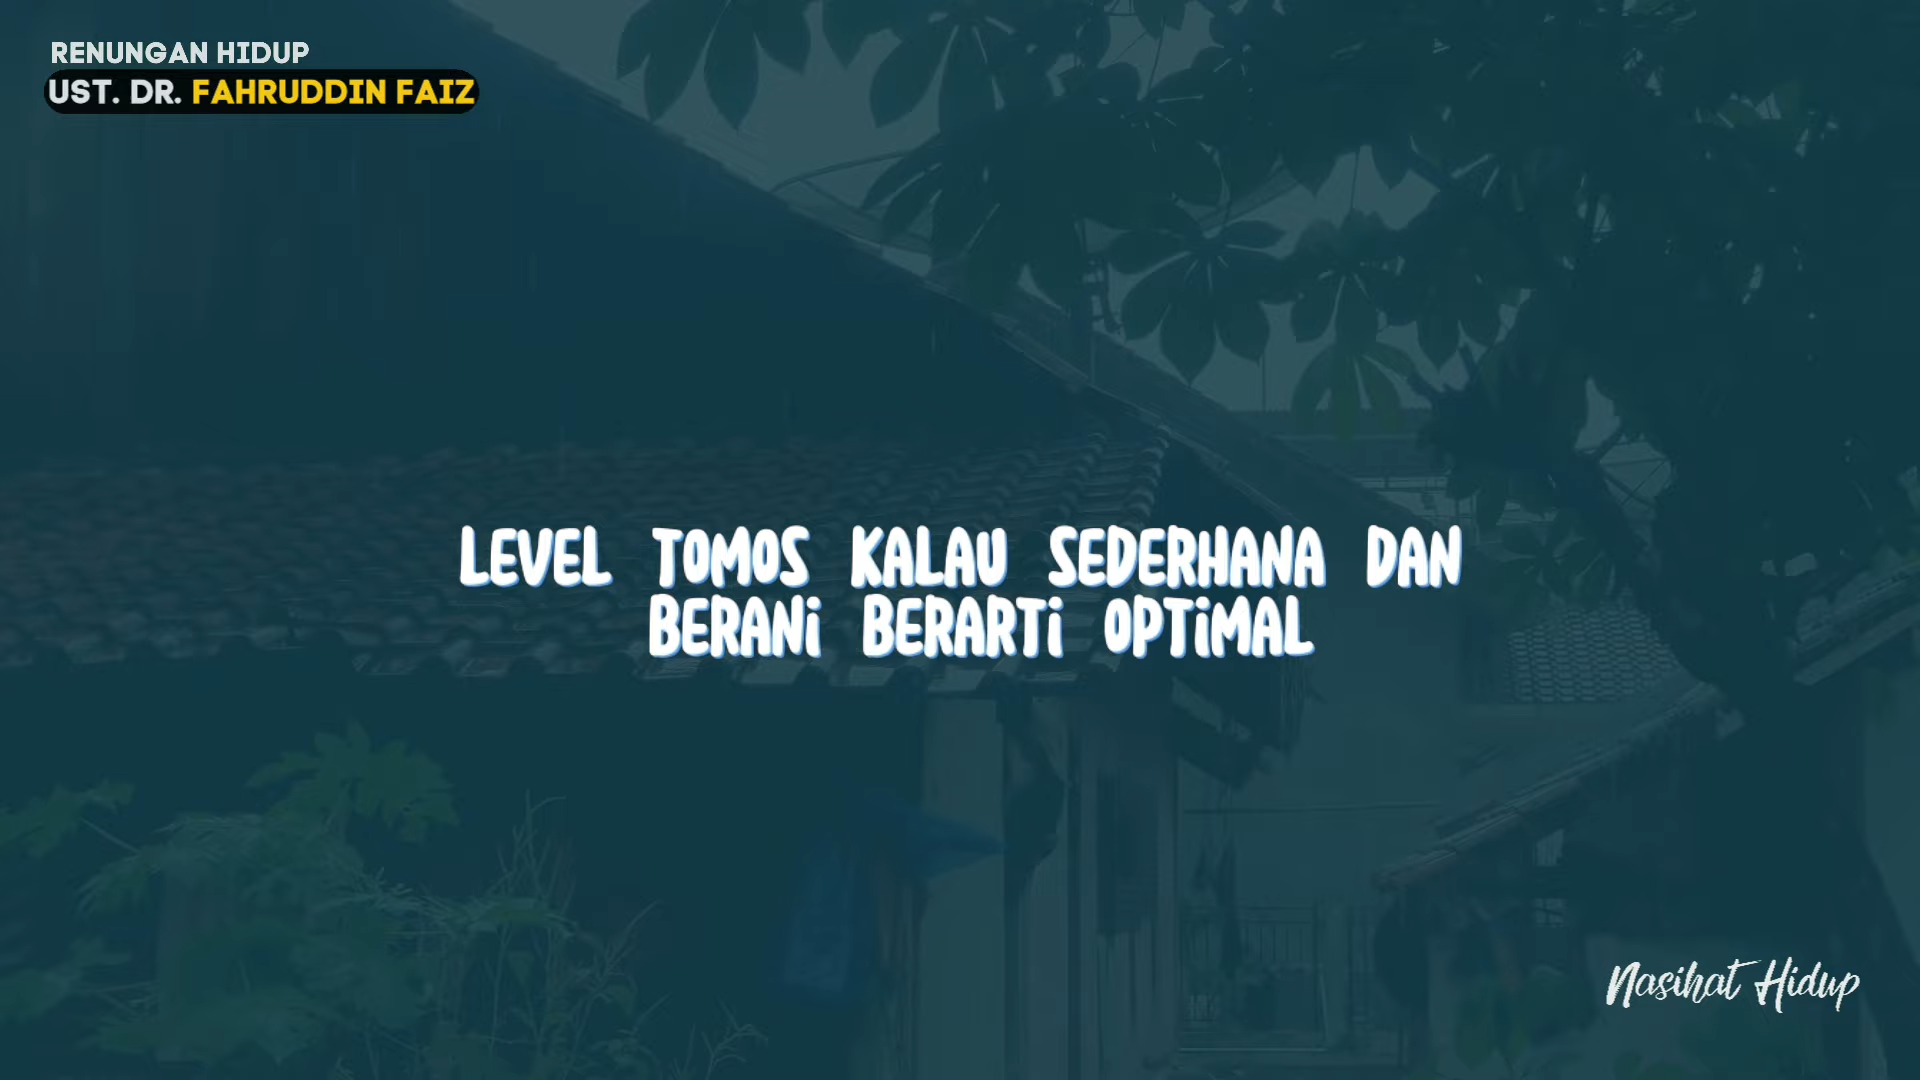 RENUNGAN HIDUP
UST. DR. FAHRUDDIN FAIZ
LEVEL TOMOS KALAU SEDERHANA DAN
BERANi BERARTi OPTiMAL
Nasihat Hidup